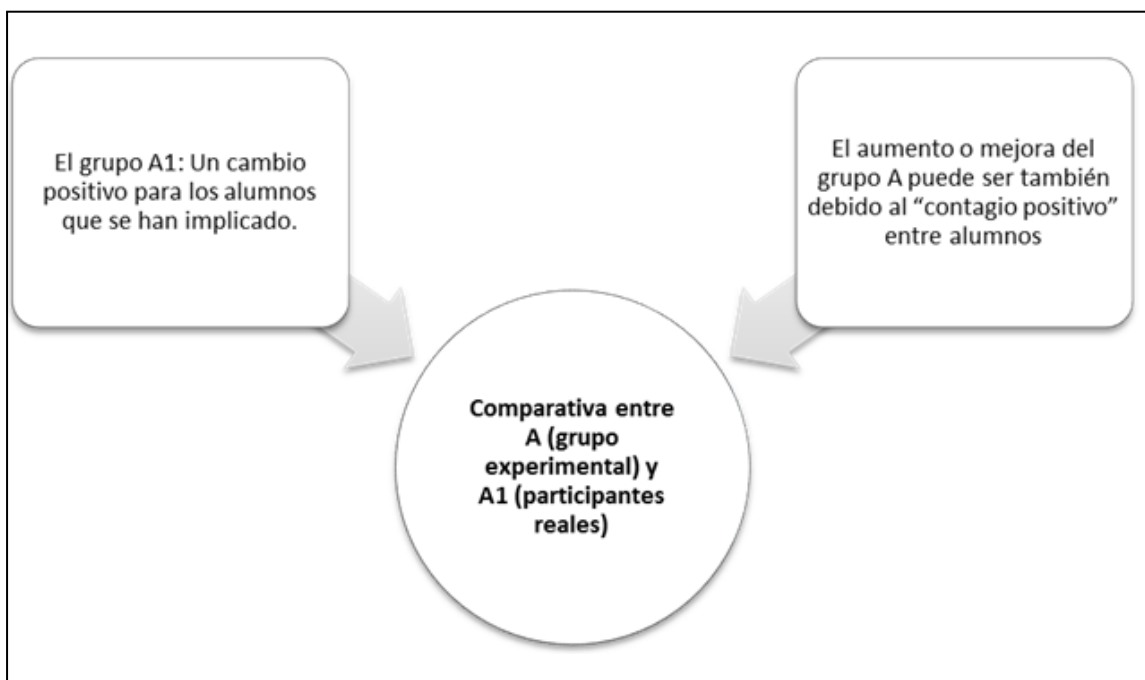 El grupo A1: Un cambio
positivo para los alumnos
que se han implicado.
El aumento o mejora del
grupo A puede ser también
debido al “contagio positivo”
entre alumnos
Comparativa entre
A (grupo
experimental) y
A1 (participantes
reales)